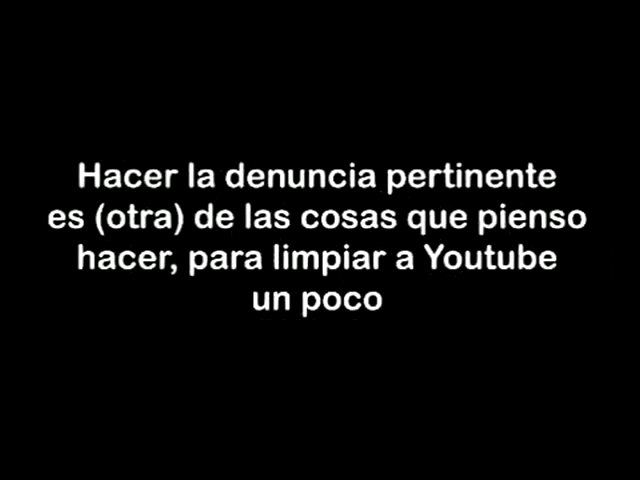 Hacer la denuncia pertinente
es (otra) de las cosas que pienso
hacer, para limpiar a Youtube
un poco